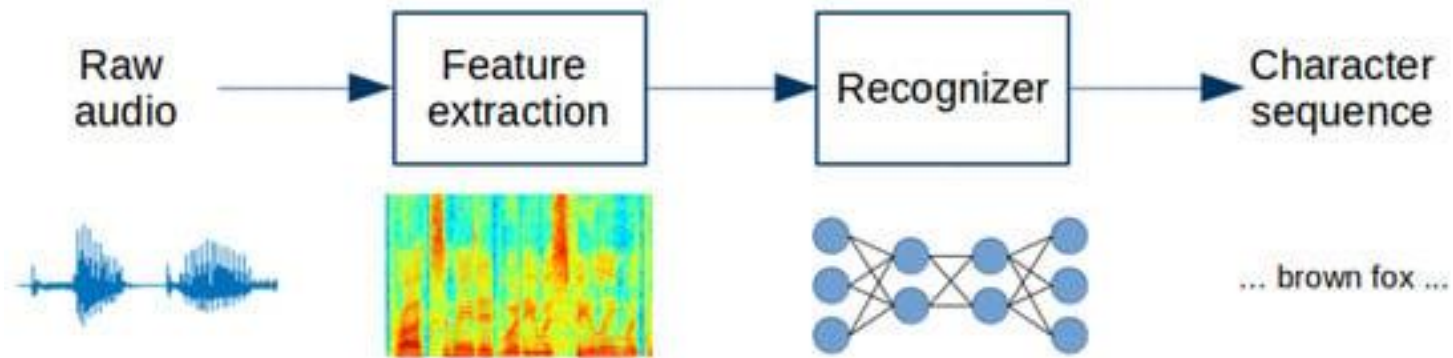 Raw
audio
Feature
extraction
Recognizer
Character
sequence
... brown fox ...